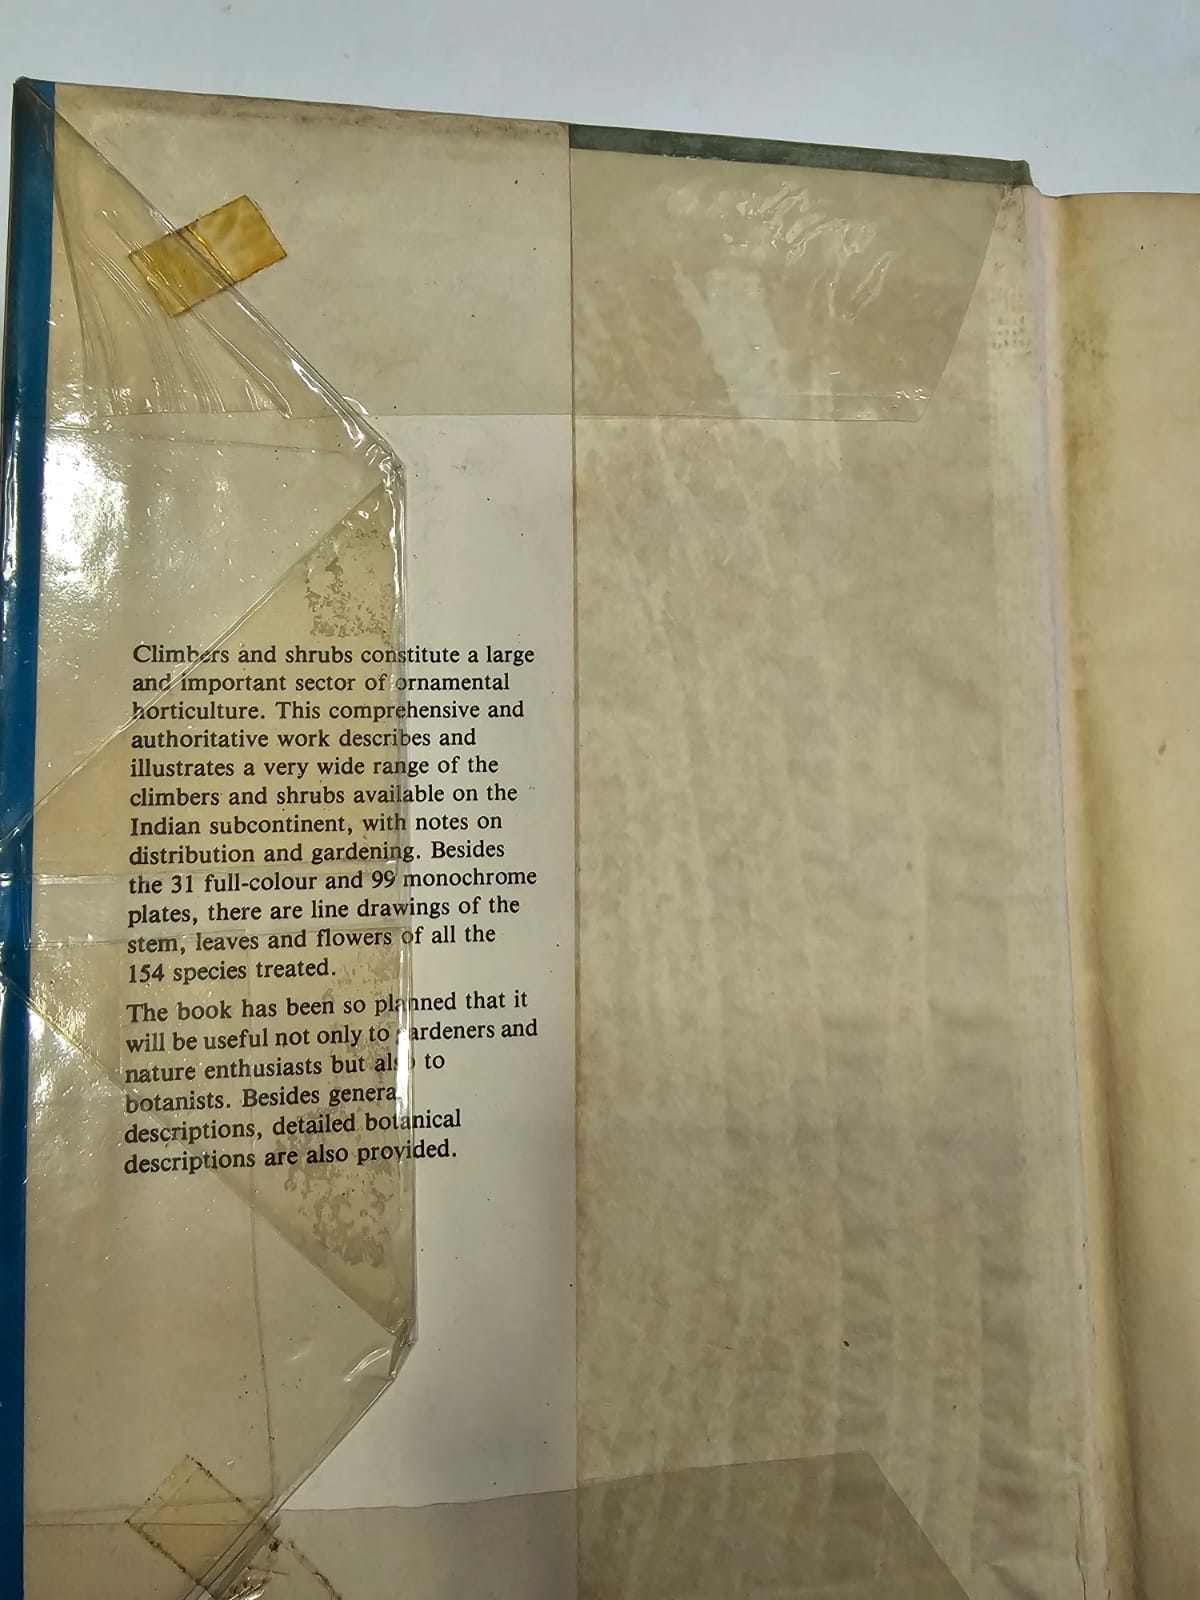 Climbers and shrubs constitute a large
and important sector of ornamental
horticulture. This comprehensive and
authoritative work describes and
illustrates a very wide range of the
climbers and shrubs available on the
Indian subcontinent, with notes on
distribution and gardening. Besides
the 31 full-colour and 99 monochrome
plates, there are line drawings of the
stem, leaves and flowers of all the
154 species treated.
The book has been so planned that it
will be useful not only to gardeners and
nature enthusiasts but also to
botanists. Besides general
descriptions, detailed botanical
descriptions are also provided.